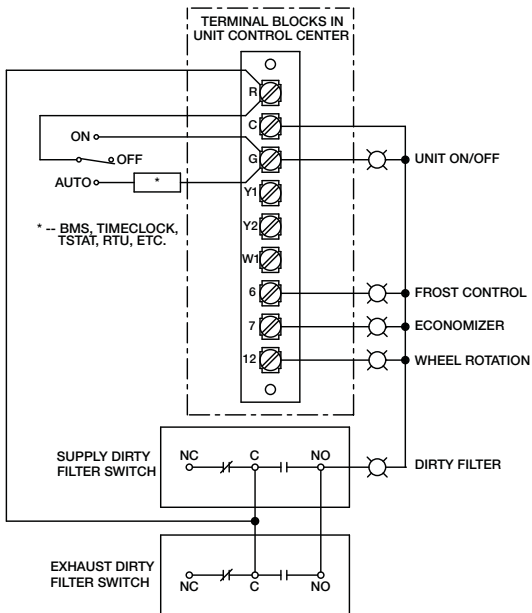 TERMINAL BLOCKS IN
UNIT CONTROL CENTER
R
C
ON
OFF
G
UNIT ON/OFF
AUTO
*
Y1
* -- BMS, TIMECLOCK,
TSTAT, RTU, ETC.
Y2
W1
6
FROST CONTROL
7
ECONOMIZER
12
WHEEL ROTATION
SUPPLY DIRTY
FILTER SWITCH
NC
C
NO
DIRTY FILTER
EXHAUST DIRTY
FILTER SWITCH
NC
C
NO